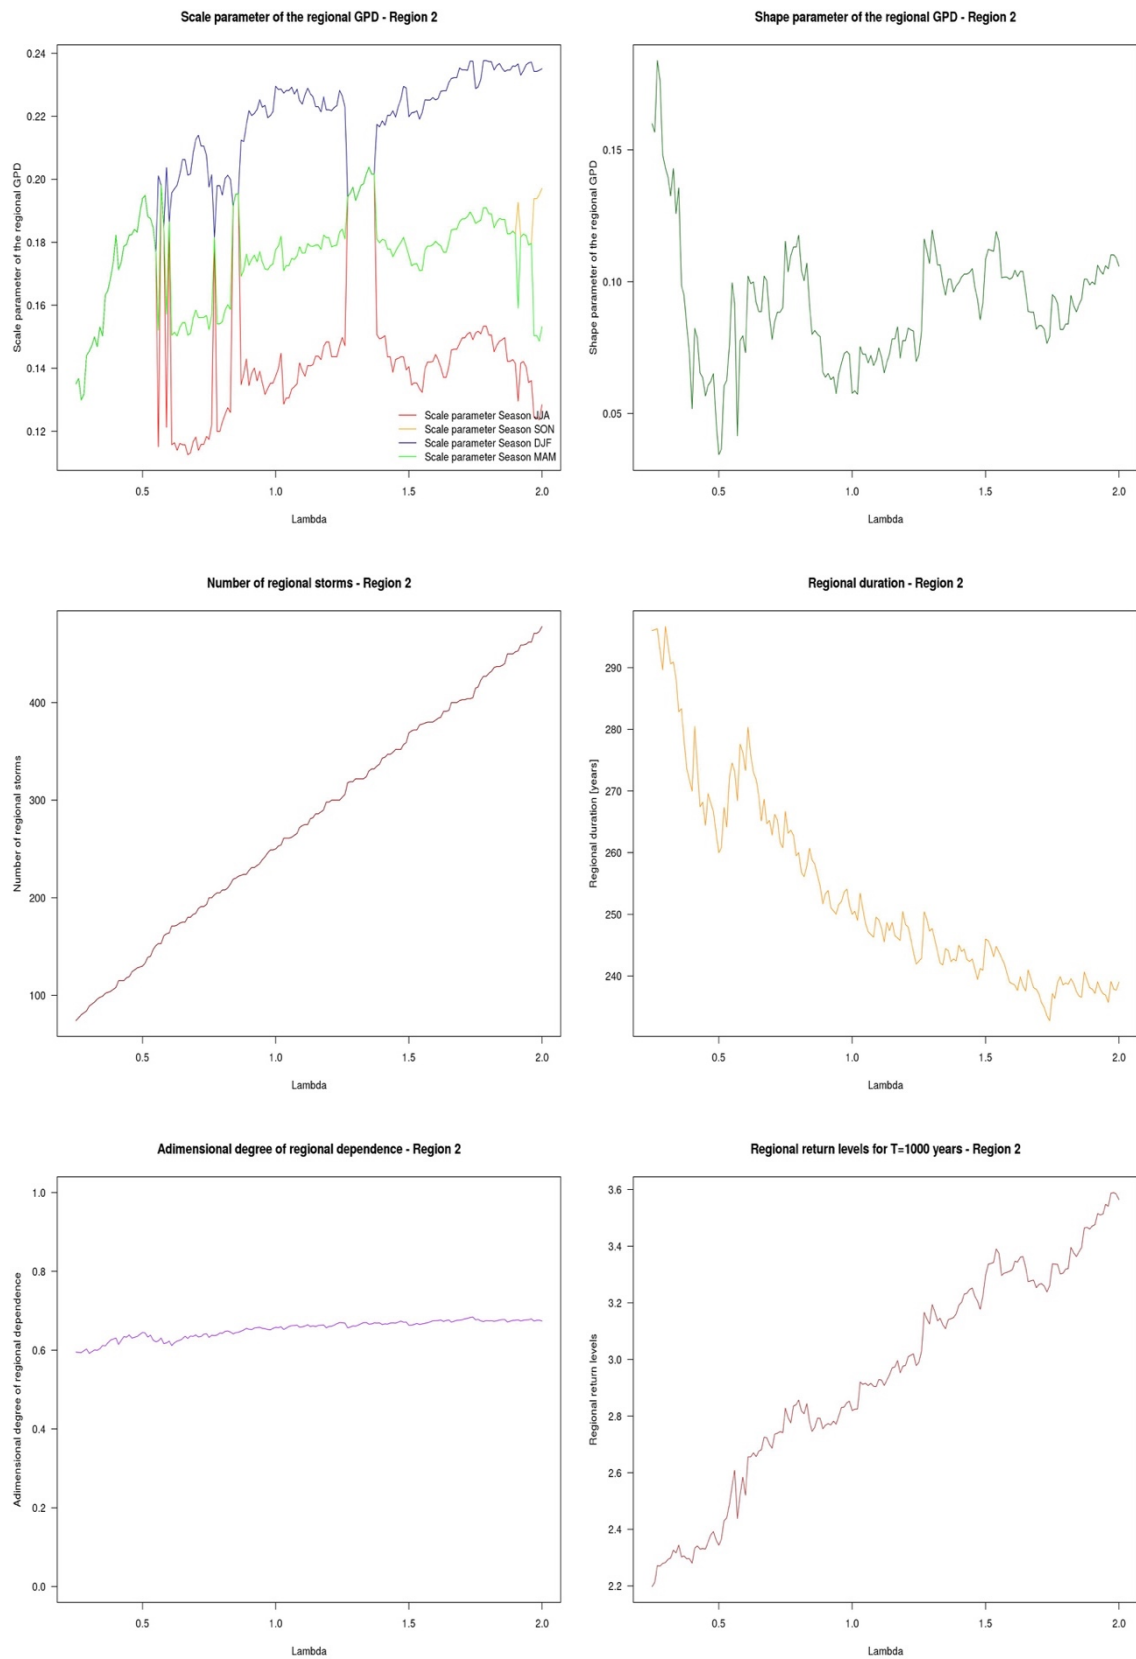 Scale parameter of the regional GPD - Region 2
Scale parameter of the regional GPD
0.24
0.22
0.20
0.18
0.16
0.14
0.12
Scale parameter Season JJA
Scale parameter Season SON
Scale parameter Season DJF
Scale parameter Season MAM
0.5 1.0 1.5 2.0
Lambda
Shape parameter of the regional GPD - Region 2
Shape parameter of the regional GPD
0.15
0.10
0.05
0.5 1.0 1.5 2.0
Lambda
Number of regional storms - Region 2
Number of regional storms
400
300
200
100
0.5 1.0 1.5 2.0
Lambda
Regional duration - Region 2
Regional duration [years]
290
280
270
260
250
240
0.5 1.0 1.5 2.0
Lambda
Adimensional degree of regional dependence - Region 2
Adimensional degree of regional dependence
1.0
0.8
0.6
0.4
0.2
0.0
0.5 1.0 1.5 2.0
Lambda
Regional return levels for T=1000 years - Region 2
Regional return levels
3.6
3.4
3.2
3.0
2.8
2.6
2.4
2.2
0.5 1.0 1.5 2.0
Lambda